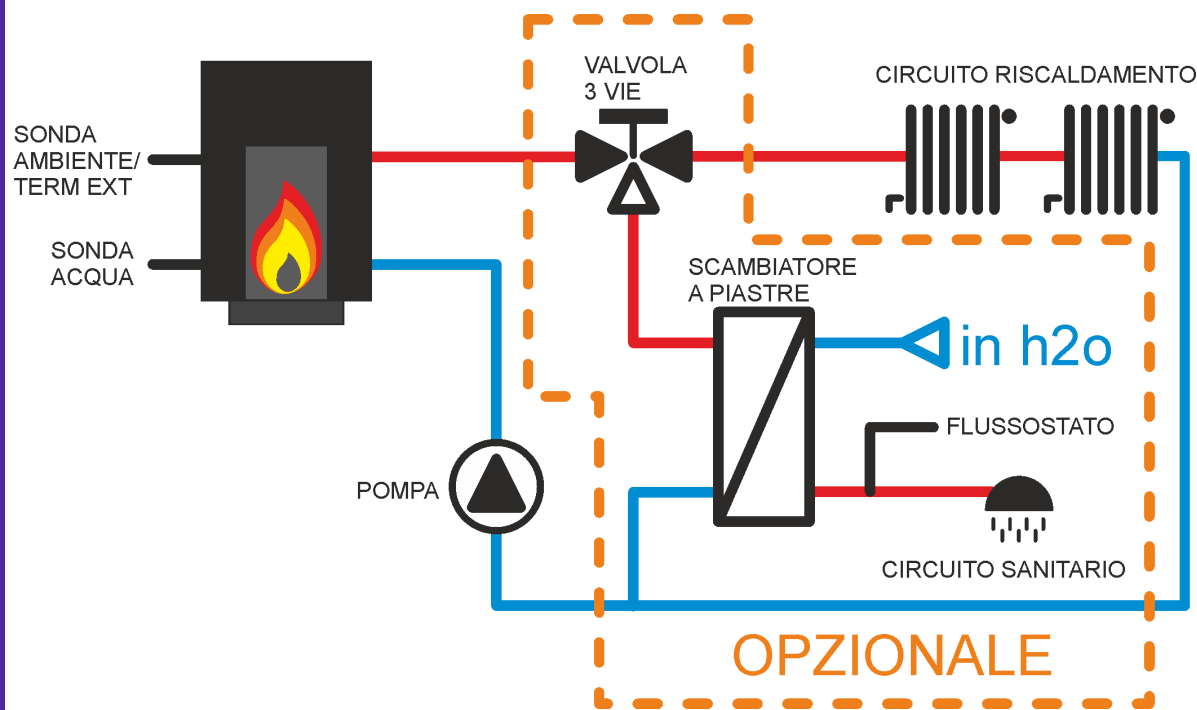 VALVOLA
3 VIE
CIRCUITO RISCALDAMENTO
SONDA
AMBIENTE/
TERM EXT
SONDA
ACQUA
SCAMBIATORE
A PIASTRE
in h2o
FLUSSOSTATO
POMPA
CIRCUITO SANITARIO
OPZIONALE